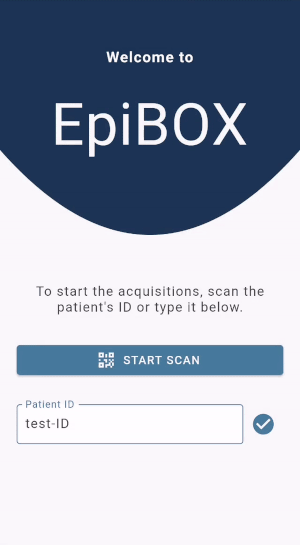 Welcome to
EpiBOX
To start the acquisitions, scan the
patient's ID or type it below.
START SCAN
Patient ID
test-ID